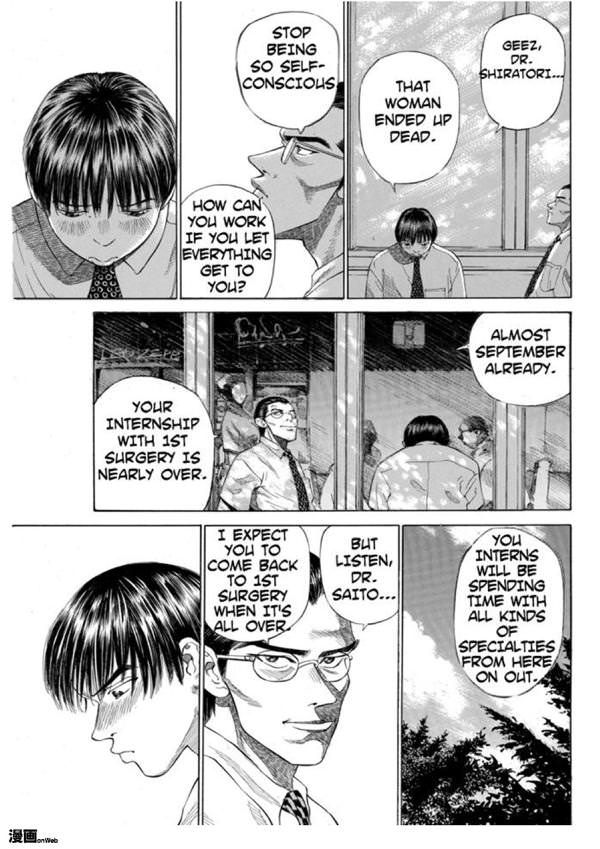 GEEZ,
DR.
SHIRATORI...
THAT
WOMAN
ENDED UP
DEAD.
STOP
BEING
SO SELF-
CONSCIOUS
HOW CAN
YOU WORK
IF YOU LET
EVERYTHING
GET TO
YOU?
ALMOST
SEPTEMBER
ALREADY.
YOUR
INTERNSHIP
WITH 1ST
SURGERY IS
NEARLY OVER.
YOU
INTERNS
WILL BE
SPENDING
TIME WITH
ALL KINDS
OF
SPECIALTIES
FROM HERE
ON OUT.
BUT
LISTEN,
DR.
SAITO...
I EXPECT
YOU TO
COME BACK
TO 1ST
SURGERY
WHEN IT'S
ALL OVER.
漫画onWeb